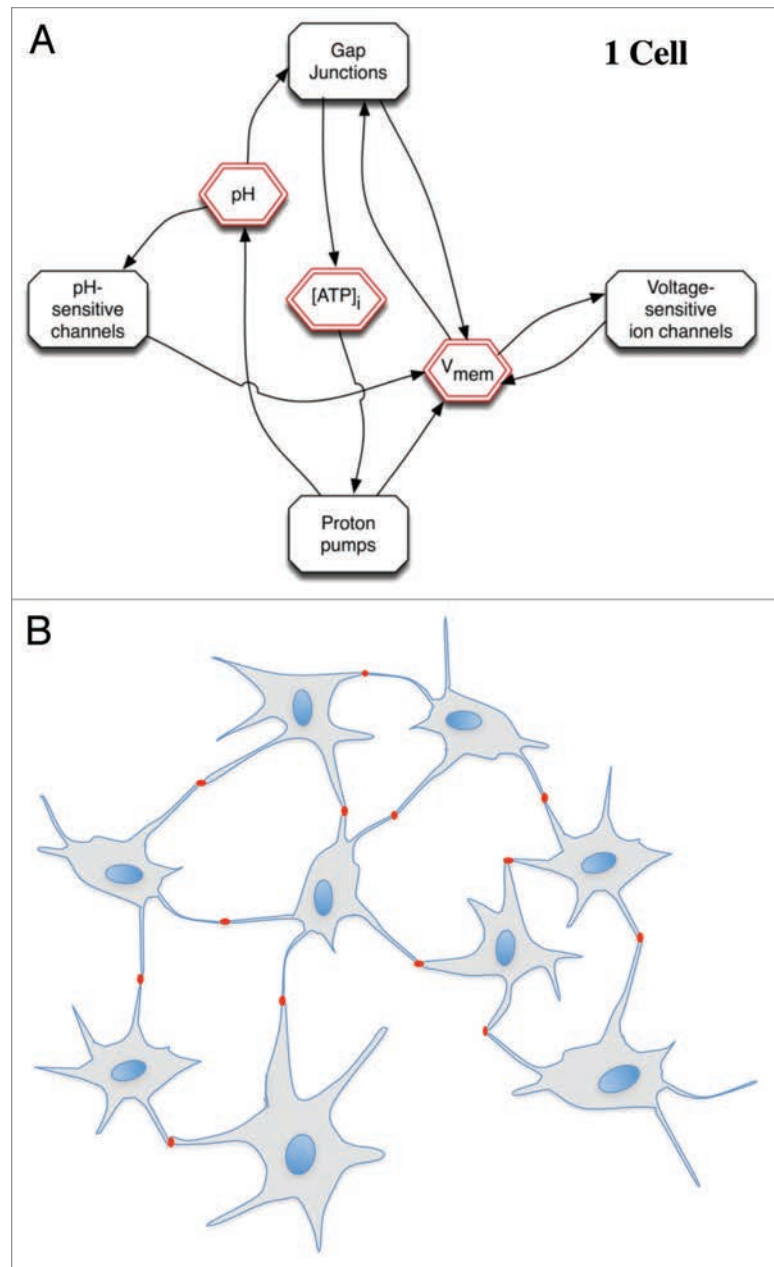 A
1 Cell
Gap
Junctions
pH
pH-
sensitive
channels
[ATP]i
Vmem
Voltage-
sensitive
ion channels
Proton
pumps
B